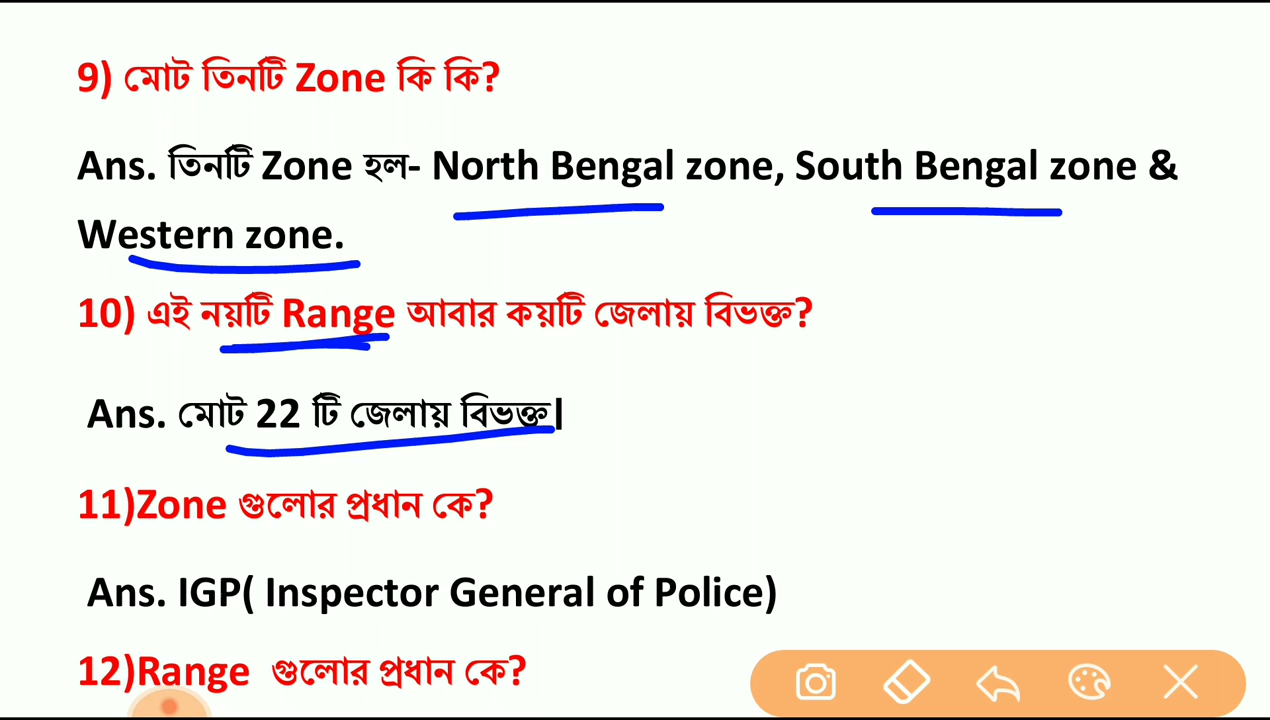 9) মোট তিনটি Zone কি কি?
Ans. তিনটি Zone হল- North Bengal zone, South Bengal zone &
Western zone.
10) এই নয়টি Range আবার কয়টি জেলায় বিভক্ত?
Ans. মোট 22 টি জেলায় বিভক্ত।
11)Zone গুলোর প্রধান কে?
Ans. IGP( Inspector General of Police)
12)Range গুলোর প্রধান কে?